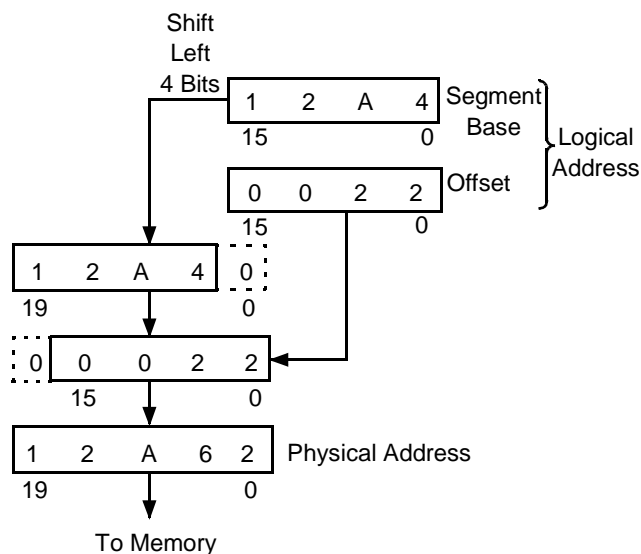 Shift
Left
4 Bits
1 2 A 4
Segment
Base
15 0
Logical
Address
0 0 2 2
Offset
15 0
1 2 A 4 0
19 0
0 0 0 2 2
15 0
1 2 A 6 2
Physical Address
19 0
To Memory